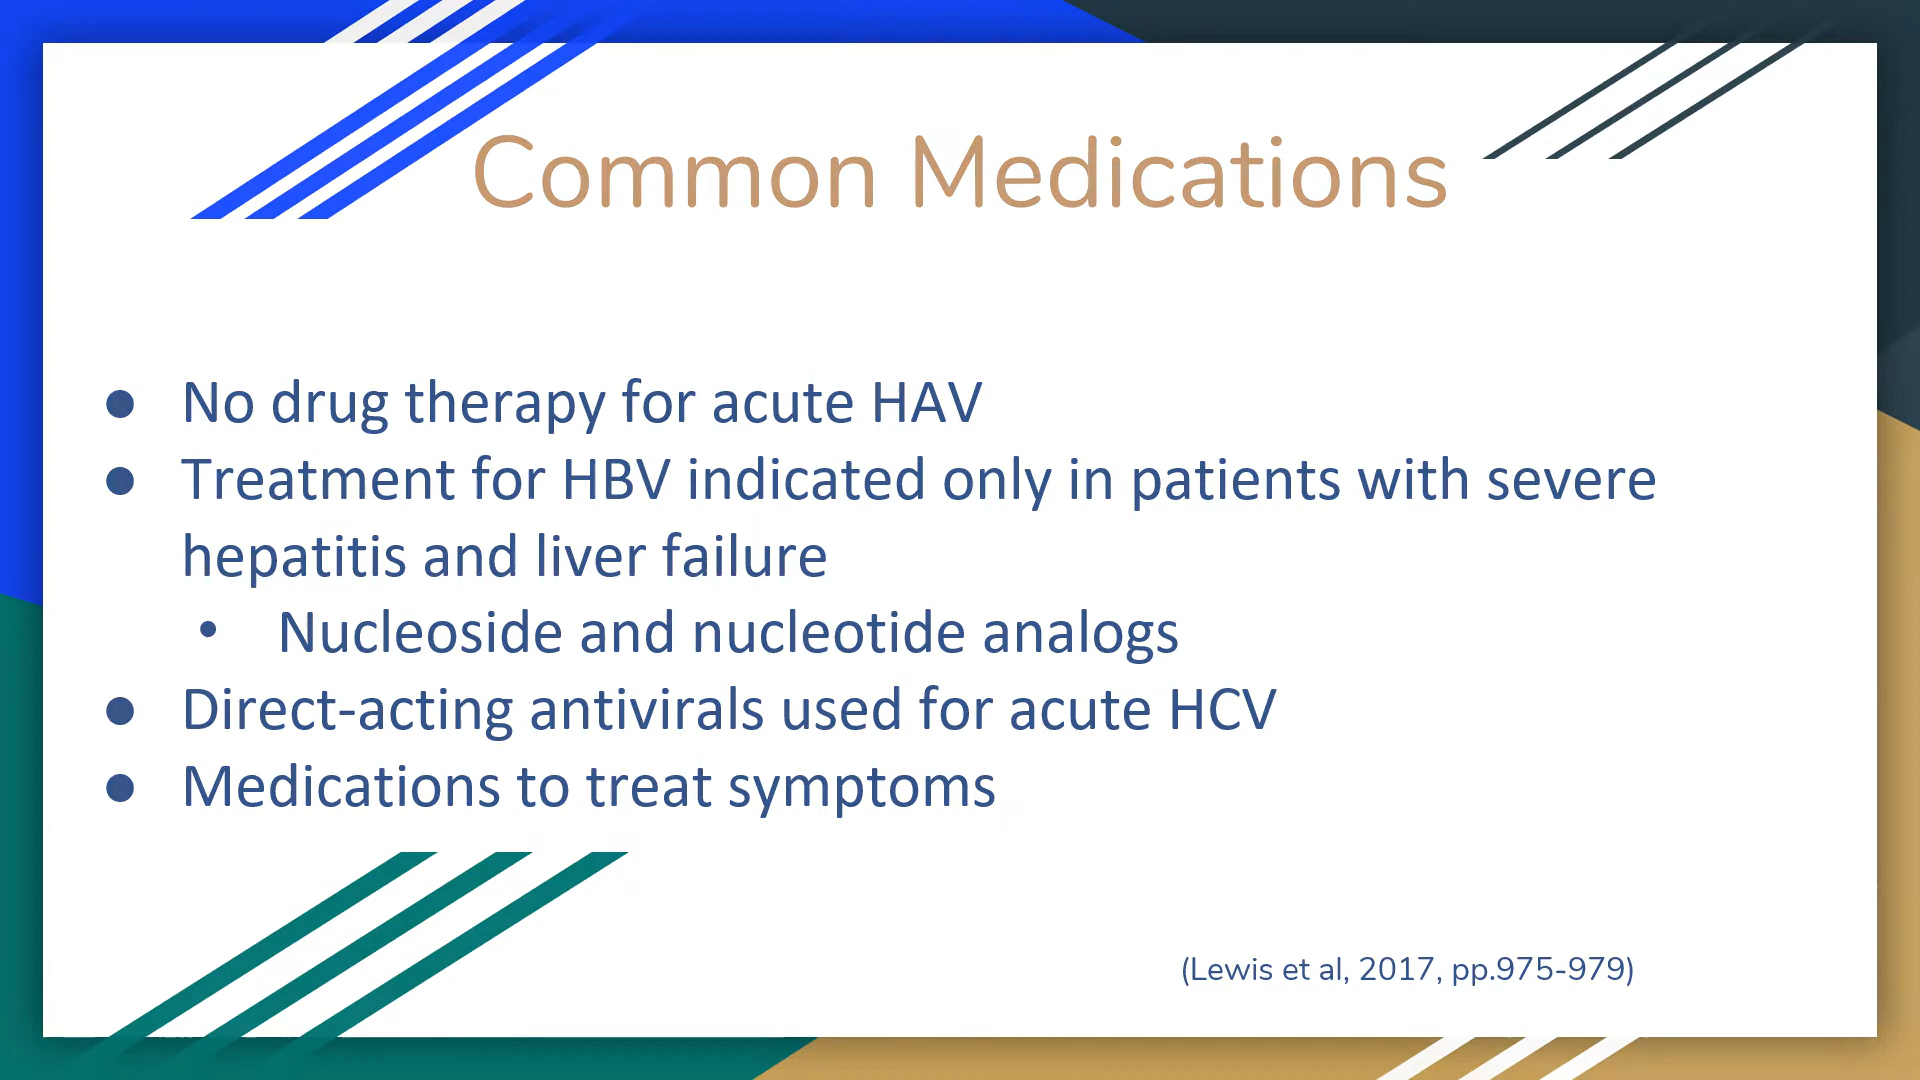 Common Medications
● No drug therapy for acute HAV
● Treatment for HBV indicated only in patients with severe
hepatitis and liver failure
• Nucleoside and nucleotide analogs
● Direct-acting antivirals used for acute HCV
● Medications to treat symptoms
(Lewis et al, 2017, pp.975-979)